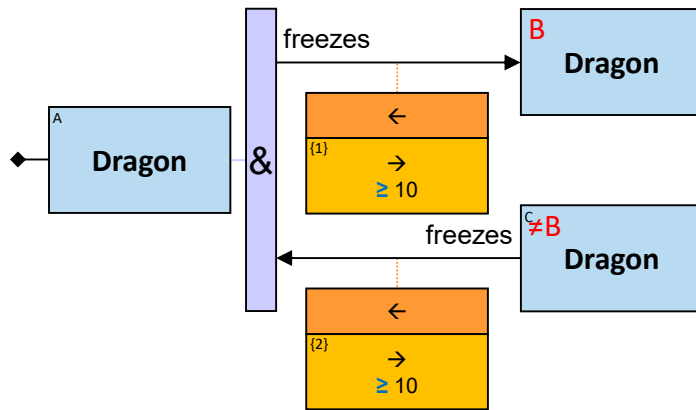 freezes
B
Dragon
A
Dragon
&
←
{1}
→
≥ 10
C
≠B
Dragon
freezes
←
{2}
→
≥ 10